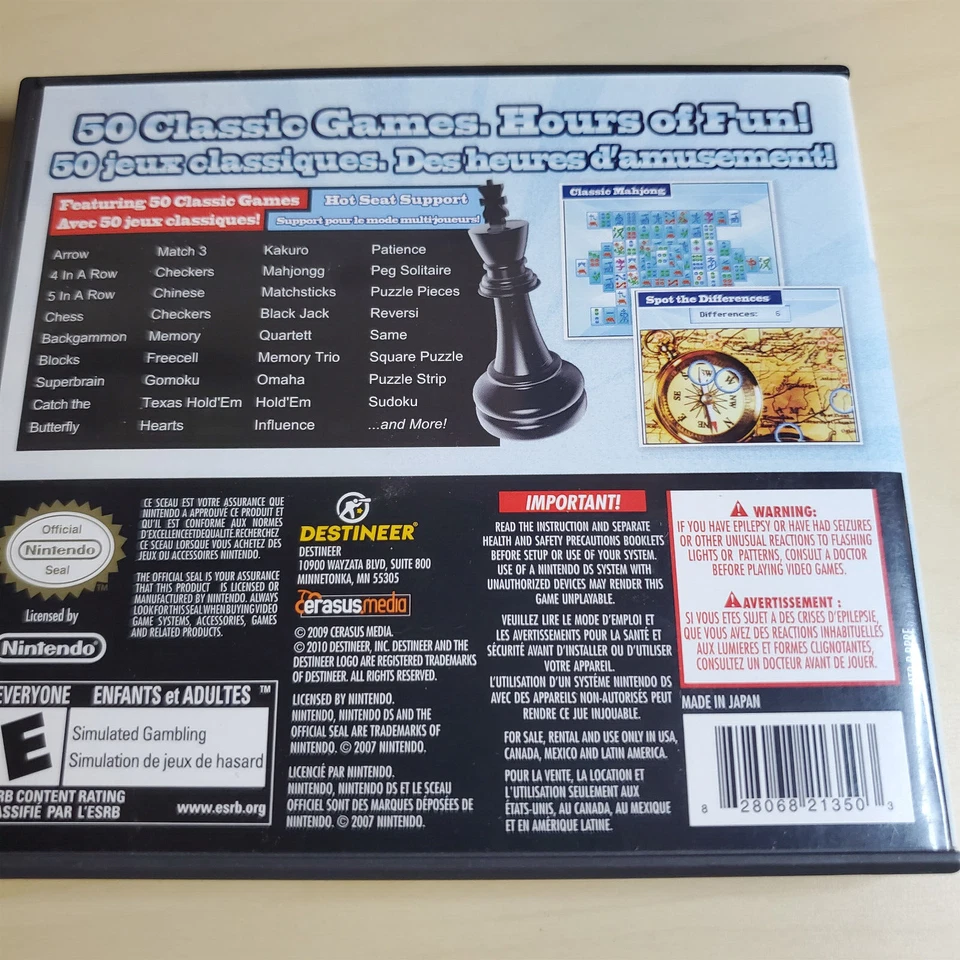 50 Classic Games. Hours of Fun!
50 jeux classiques. Des heures d'amusement!
Featuring 50 Classic Games
Avec 50 jeux classiques!
Hot Seat Support
Support pour le mode multijoueurs!
Arrow
4 In A Row
5 In A Row
Chess
Backgammon
Blocks
Superbrain
Catch the
Butterfly
Match 3
Checkers
Chinese
Checkers
Memory
Freecell
Gomoku
Texas Hold'Em
Hearts
Kakuro
Mahjongg
Matchsticks
Black Jack
Quartett
Memory Trio
Omaha
Hold'Em
Influence
Patience
Peg Solitaire
Puzzle Pieces
Reversi
Same
Square Puzzle
Puzzle Strip
Sudoku
...and More!
Classic Mahjong
Spot the Differences
Differences: 6
SE
W
NW
N
NE
Official
Nintendo
Seal
TM
Licensed by
Nintendo
CE SCEAU EST VOTRE ASSURANCE QUE
NINTENDO A APPROUVÉ CE PRODUIT ET
QU'IL EST CONFORME AUX NORMES
D'EXCELLENCE ET DE QUALITÉ. RECHERCHEZ
CE SCEAU LORSQUE VOUS ACHETEZ DES
JEUX OU ACCESSOIRES NINTENDO.
THE OFFICIAL SEAL IS YOUR ASSURANCE
THAT THIS PRODUCT IS LICENSED OR
MANUFACTURED BY NINTENDO. ALWAYS
LOOK FOR THIS SEAL WHEN BUYING VIDEO
GAME SYSTEMS, ACCESSORIES, GAMES
AND RELATED PRODUCTS.
EVERYONE ENFANTS et ADULTES ™
E
Simulated Gambling
Simulation de jeux de hasard
RB CONTENT RATING
ASSIFIÉ PAR L'ESRB
www.esrb.org
DESTINEER®
DESTINEER
10900 WAYZATA BLVD, SUITE 800
MINNETONKA, MN 55305
cerasus media
© 2009 CERASUS MEDIA.
© 2010 DESTINEER, INC. DESTINEER AND THE
DESTINEER LOGO ARE REGISTERED TRADEMARKS
OF DESTINEER. ALL RIGHTS RESERVED.
LICENSED BY NINTENDO.
NINTENDO, NINTENDO DS AND THE
OFFICIAL SEAL ARE TRADEMARKS OF
NINTENDO. © 2007 NINTENDO.
LICENCIÉ PAR NINTENDO.
NINTENDO, NINTENDO DS ET LE SCEAU
OFFICIEL SONT DES MARQUES DÉPOSÉES DE
NINTENDO. © 2007 NINTENDO.
IMPORTANT!
READ THE INSTRUCTION AND SEPARATE
HEALTH AND SAFETY PRECAUTIONS BOOKLETS
BEFORE SETUP OR USE OF YOUR SYSTEM.
USE OF A NINTENDO DS SYSTEM WITH
UNAUTHORIZED DEVICES MAY RENDER THIS
GAME UNPLAYABLE.
VEUILLEZ LIRE LE MODE D'EMPLOI ET
LES AVERTISSEMENTS POUR LA SANTÉ ET
SÉCURITÉ AVANT D'INSTALLER OU D'UTILISER
VOTRE APPAREIL.
L'UTILISATION D'UN SYSTÈME NINTENDO DS
AVEC DES APPAREILS NON-AUTORISÉS PEUT
RENDRE CE JUE INJOUABLE.
FOR SALE, RENTAL AND USE ONLY IN USA,
CANADA, MEXICO AND LATIN AMERICA.
POUR LA VENTE, LA LOCATION ET
L'UTILISATION SEULEMENT AUX
ÉTATS-UNIS, AU CANADA, AU MEXIQUE
ET EN AMÉRIQUE LATINE.
WARNING:
IF YOU HAVE EPILEPSY OR HAVE HAD SEIZURES
OR OTHER UNUSUAL REACTIONS TO FLASHING
LIGHTS OR PATTERNS, CONSULT A DOCTOR
BEFORE PLAYING VIDEO GAMES.
AVERTISSEMENT :
SI VOUS ETES SUJET A DES CRISES D'EPILEPSIE,
QUE VOUS AVEZ DES REACTIONS INHABITUELLES
AUX LUMIERES ET FORMES CLIGNOTANTES,
CONSULTEZ UN DOCTEUR AVANT DE JOUER.
MADE IN JAPAN
8 28068 21350 3